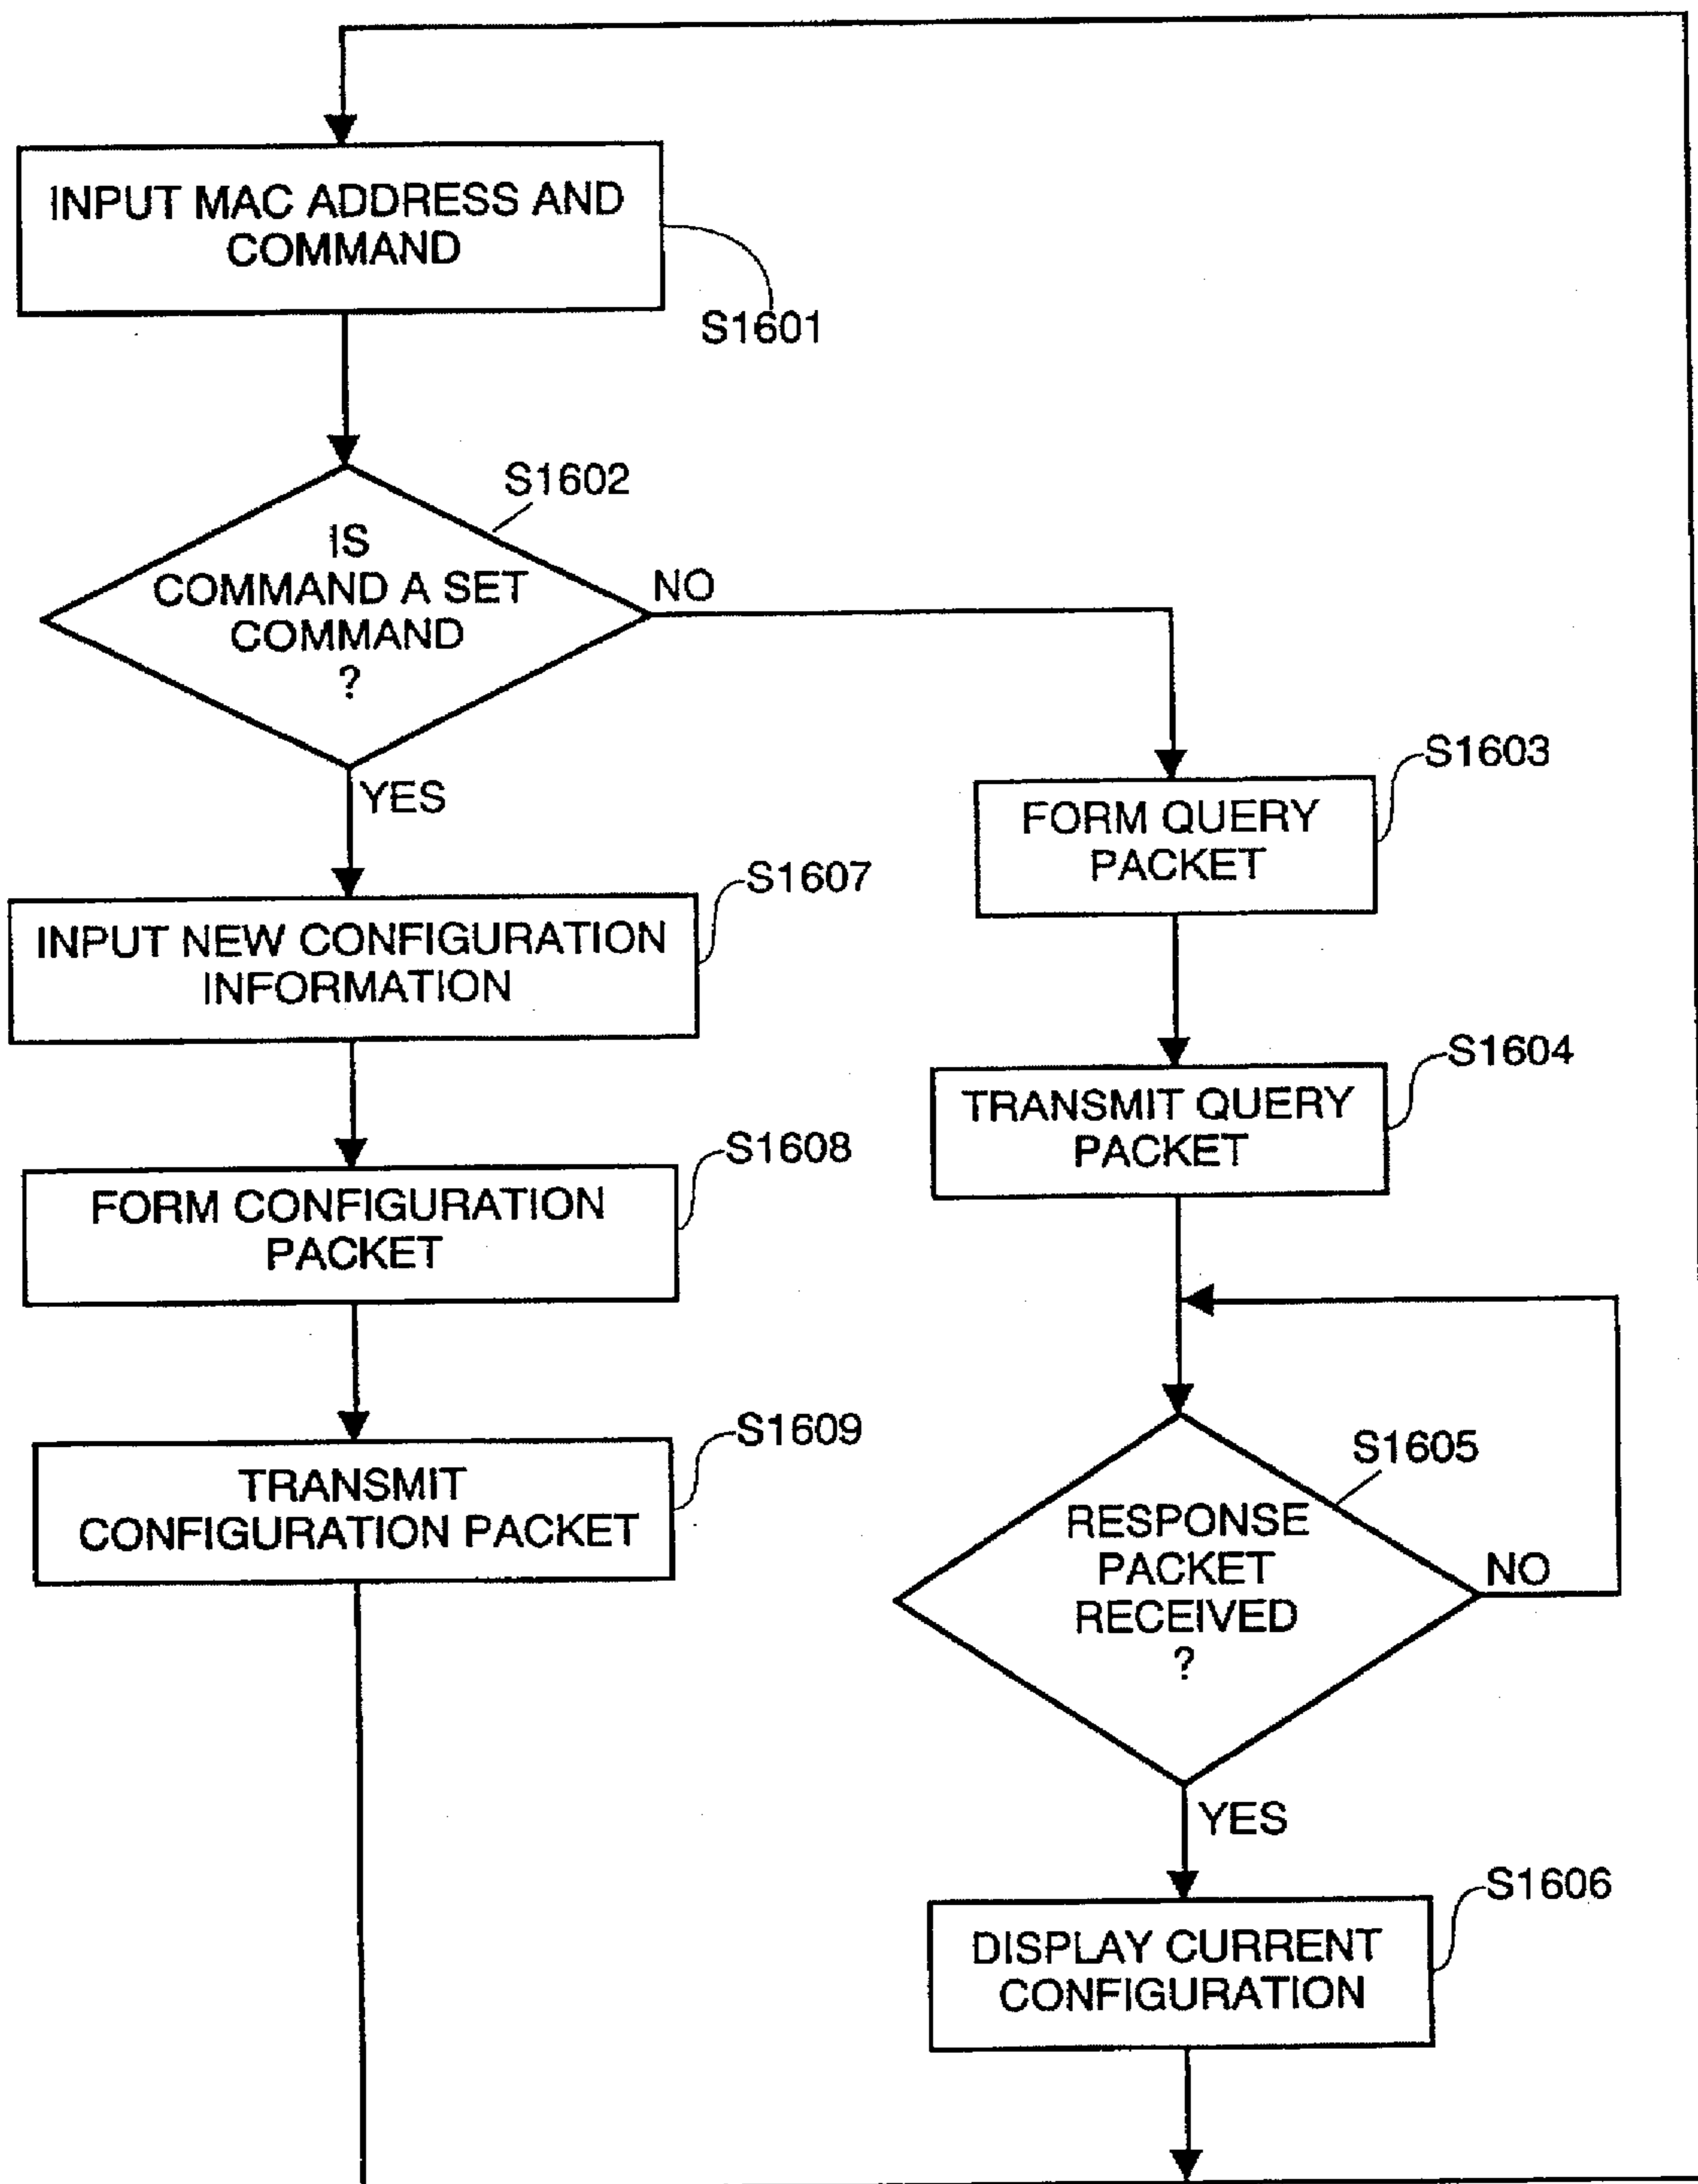 INPUT MAC ADDRESS AND
COMMAND
S1601
S1602
IS
COMMAND A SET
COMMAND
?
NO
YES
S1603
FORM QUERY
PACKET
S1607
INPUT NEW CONFIGURATION
INFORMATION
S1604
TRANSMIT QUERY
PACKET
S1608
FORM CONFIGURATION
PACKET
S1609
TRANSMIT
CONFIGURATION PACKET
S1605
RESPONSE
PACKET
RECEIVED
?
NO
YES
S1606
DISPLAY CURRENT
CONFIGURATION